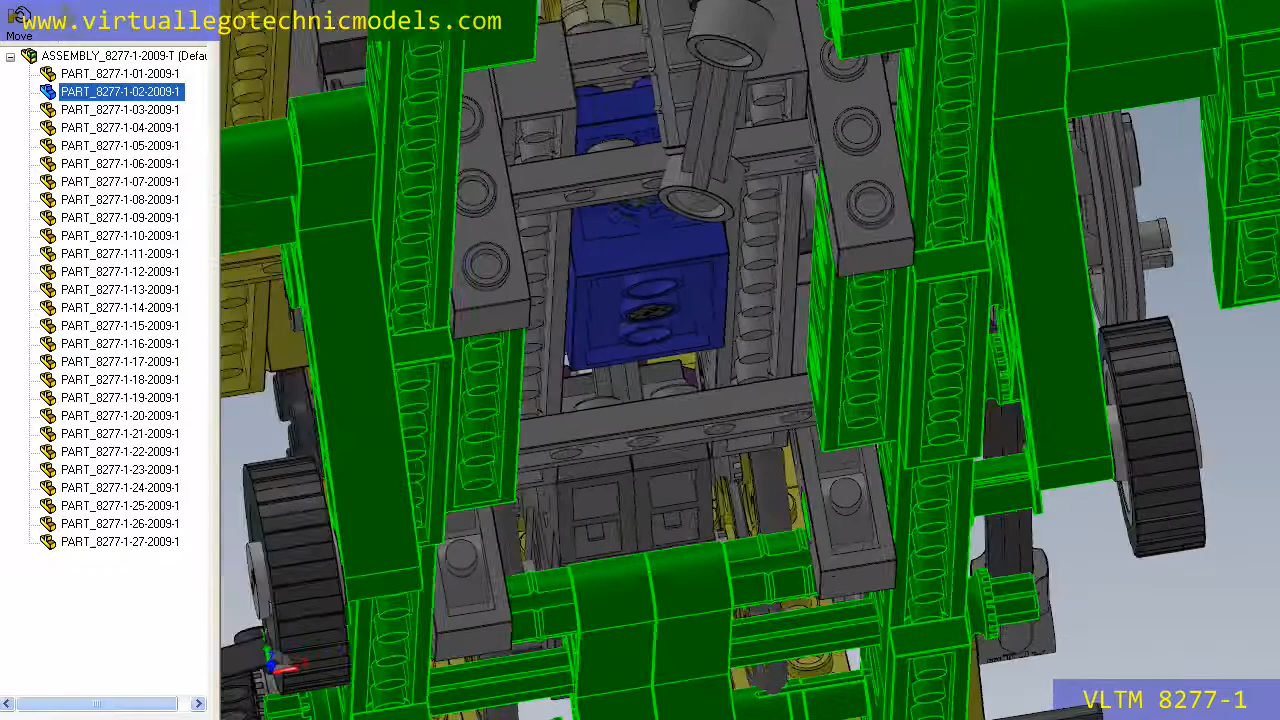 www.virtuallegotechnicmodels.com
Move
ASSEMBLY_8277-1-2009-T (Defau
PART_8277-1-01-2009-1
PART_8277-1-02-2009-1
PART_8277-1-03-2009-1
PART_8277-1-04-2009-1
PART_8277-1-05-2009-1
PART_8277-1-06-2009-1
PART_8277-1-07-2009-1
PART_8277-1-08-2009-1
PART_8277-1-09-2009-1
PART_8277-1-10-2009-1
PART_8277-1-11-2009-1
PART_8277-1-12-2009-1
PART_8277-1-13-2009-1
PART_8277-1-14-2009-1
PART_8277-1-15-2009-1
PART_8277-1-16-2009-1
PART_8277-1-17-2009-1
PART_8277-1-18-2009-1
PART_8277-1-19-2009-1
PART_8277-1-20-2009-1
PART_8277-1-21-2009-1
PART_8277-1-22-2009-1
PART_8277-1-23-2009-1
PART_8277-1-24-2009-1
PART_8277-1-25-2009-1
PART_8277-1-26-2009-1
PART_8277-1-27-2009-1
VLTM 8277-1